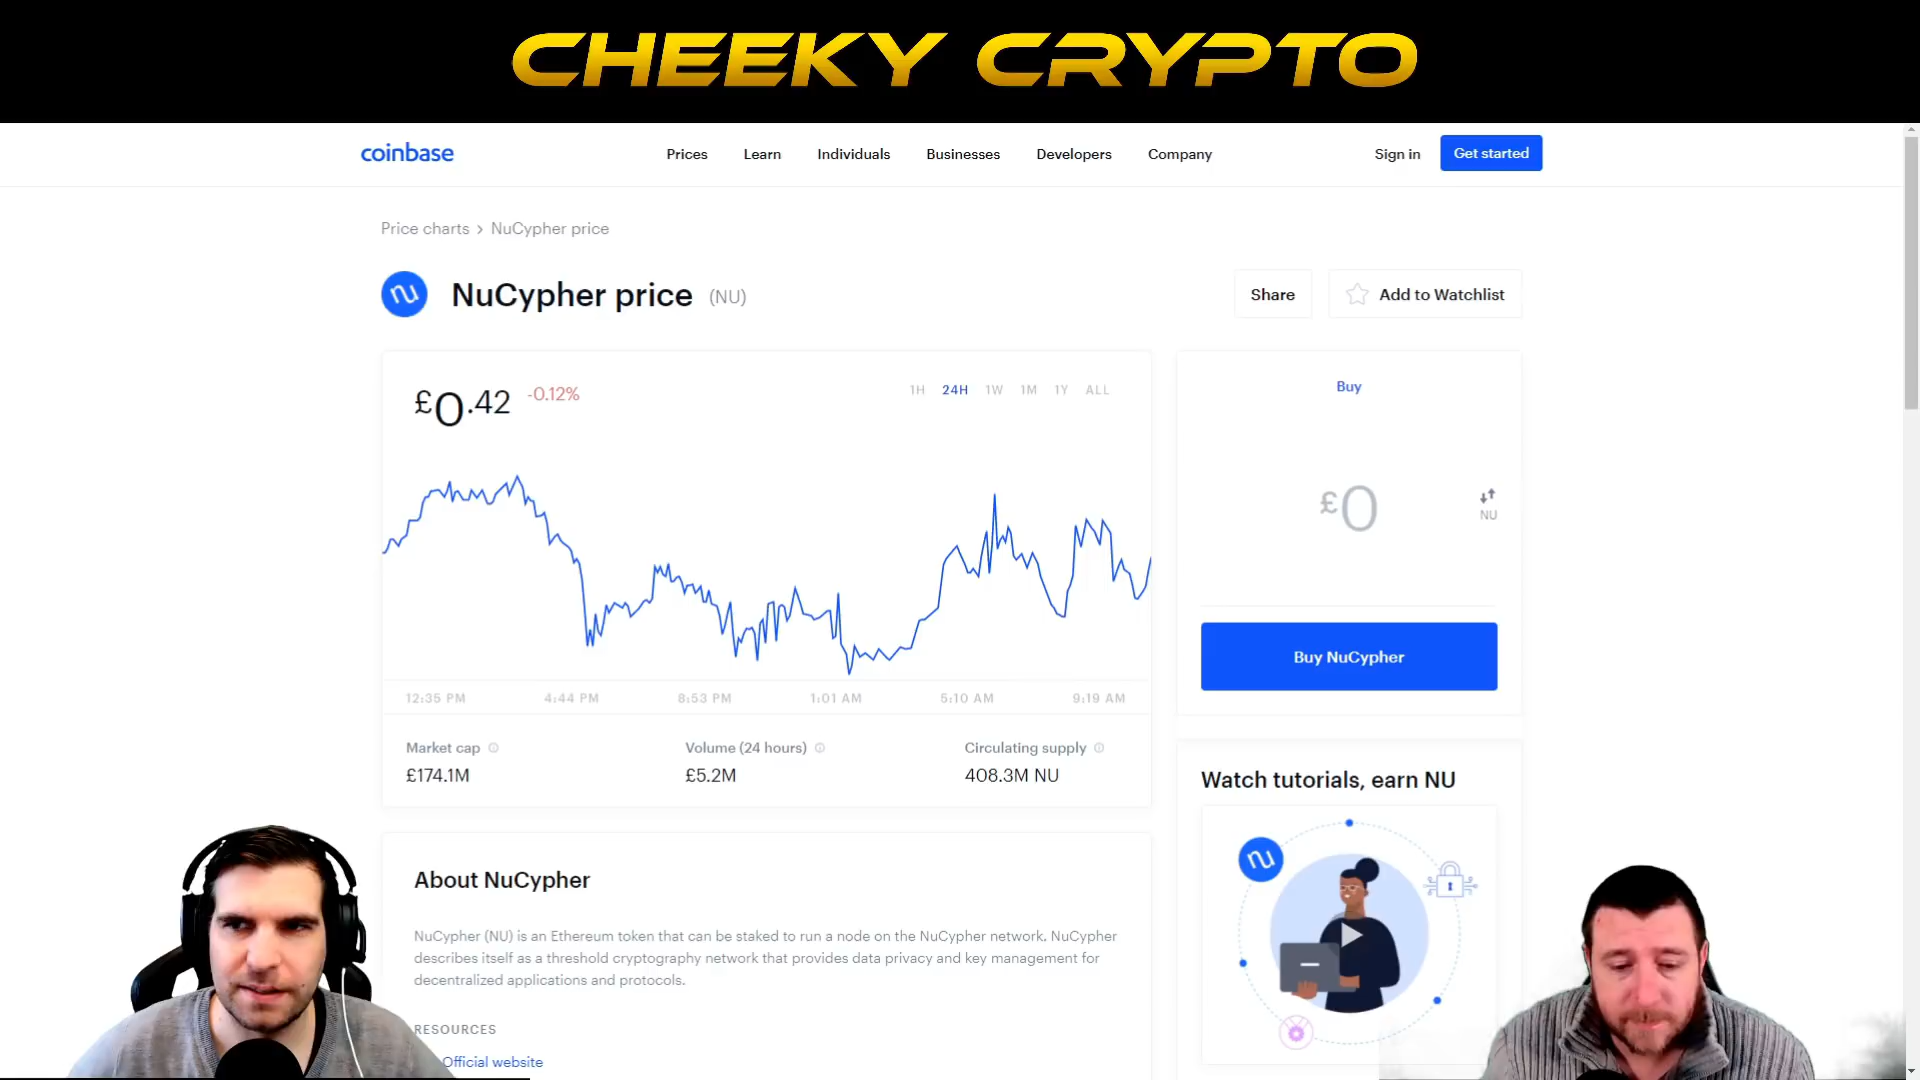 CHEEKY CRYPTO
coinbase
Prices Learn Individuals Businesses Developers Company
Sign in Get started
Price charts > NuCypher price
nu NuCypher price (NU)
Share Add to Watchlist
£0.42 -0.12%
1H 24H 1W 1M 1Y ALL
12:35 PM 4:44 PM 8:53 PM 1:01 AM 5:10 AM 9:19 AM
Market cap Volume (24 hours) Circulating supply
£174.1M £5.2M 408.3M NU
Buy
£0
NU
Buy NuCypher
Watch tutorials, earn NU
nu
About NuCypher
NuCypher (NU) is an Ethereum token that can be staked to run a node on the NuCypher network. NuCypher
describes itself as a threshold cryptography network that provides data privacy and key management for
decentralized applications and protocols.
RESOURCES
Official website